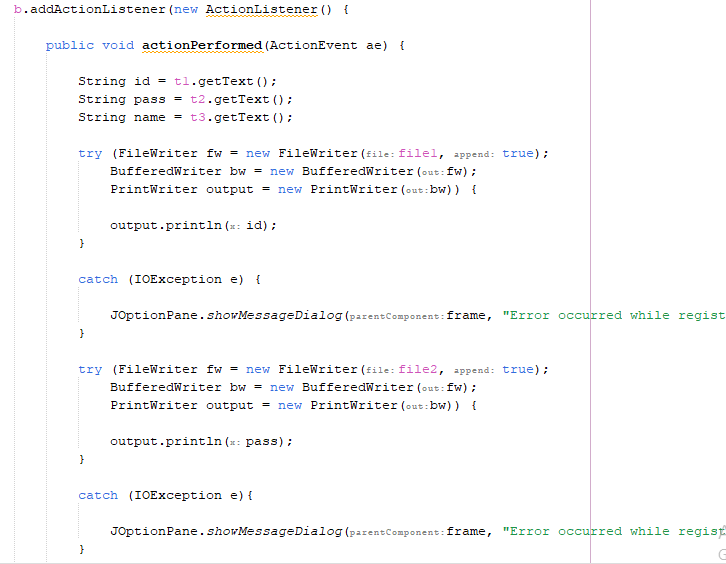 b.addActionListener(new ActionListener() {
public void actionPerformed(ActionEvent ae) {
String id = t1.getText();
String pass = t2.getText();
String name = t3.getText();
try (FileWriter fw = new FileWriter(file: file1, append: true);
BufferedWriter bw = new BufferedWriter(out: fw);
PrintWriter output = new PrintWriter(out: bw)) {
output.println(x: id);
}
catch (IOException e) {
JOptionPane.showMessageDialog(parentComponent: frame, "Error occurred while regist
}
try (FileWriter fw = new FileWriter(file: file2, append: true);
BufferedWriter bw = new BufferedWriter(out: fw);
PrintWriter output = new PrintWriter(out: bw)) {
output.println(x: pass);
}
catch (IOException e){
JOptionPane.showMessageDialog(parentComponent: frame, "Error occurred while regist
}